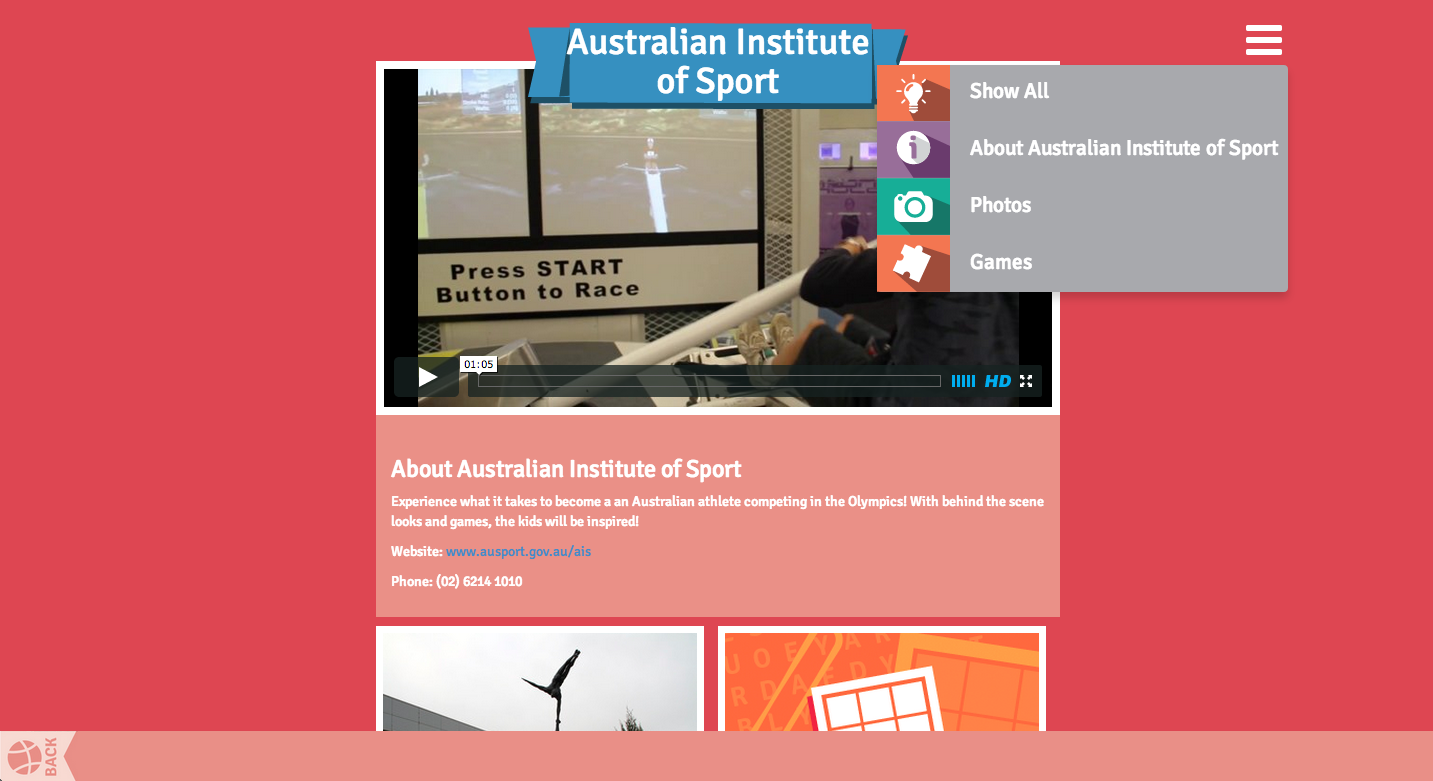 Australian Institute
of Sport
Show All
About Australian Institute of Sport
Photos
Games
Press START
Button to Race
01:05
HD
About Australian Institute of Sport
Experience what it takes to become a an Australian athlete competing in the Olympics! With behind the scene
looks and games, the kids will be inspired!
Website: www.ausport.gov.au/ais
Phone: (02) 6214 1010
BACK